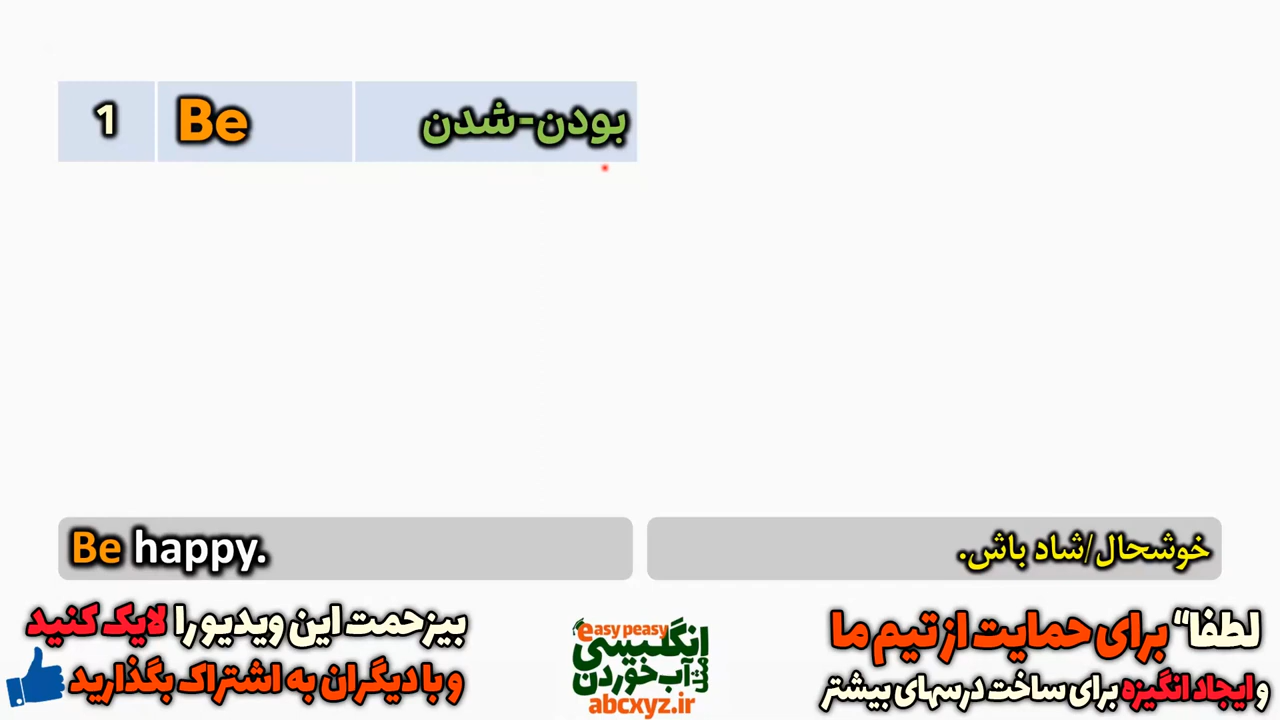 1 Be بودن-شدن
Be happy.
خوشحال/شاد باش.
لطفا“ برای حمایت از تیم ما
و ایجاد انگیزه برای ساخت درسهای بیشتر
easy peasy
انگلیسی
مثل آب خوردن
abcxyz.ir
بیزحمت این ویدیو را لایک کنید
و با دیگران به اشتراک بگذارید